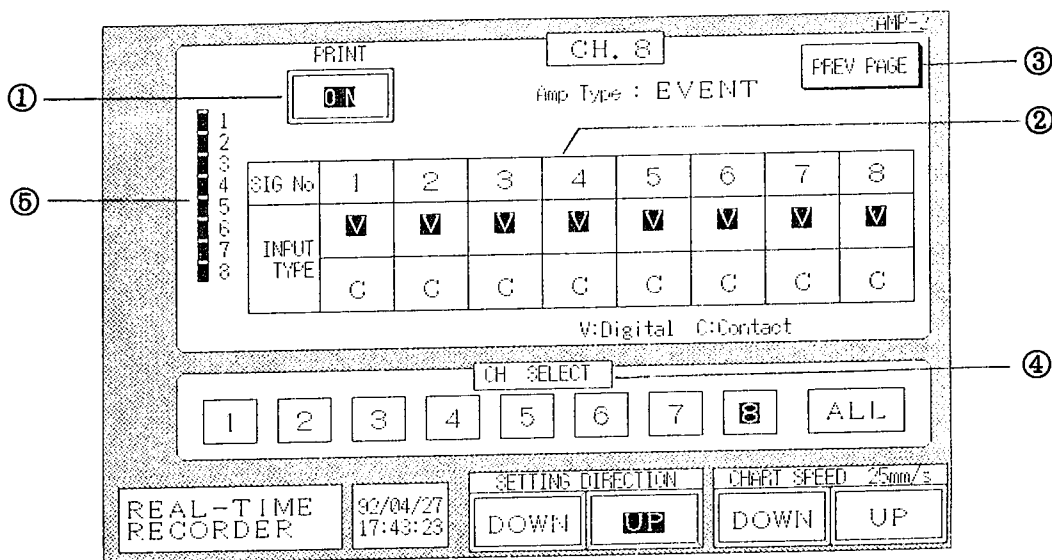 AMP-2
PRINT
CH. 8
PREV PAGE
③
①
ON
Amp Type : EVENT
②
1
2
3
4
5
6
7
8
⑤
SIG No 1 2 3 4 5 6 7 8
INPUT TYPE
V V V V V V V V
C C C C C C C C
V:Digital C:Contact
CH SELECT
④
1 2 3 4 5 6 7 8 ALL
SETTING DIRECTION
CHART SPEED 25mm/s
REAL-TIME
RECORDER
92/04/27
17:43:23
DOWN UP
DOWN UP